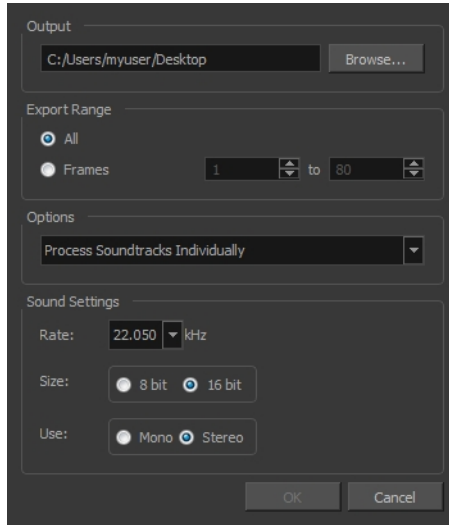 Output
C:/Users/myuser/Desktop Browse...
Export Range
All
Frames 1 to 80
Options
Process Soundtracks Individually
Sound Settings
Rate: 22.050 kHz
Size: 8 bit 16 bit
Use: Mono Stereo
OK Cancel